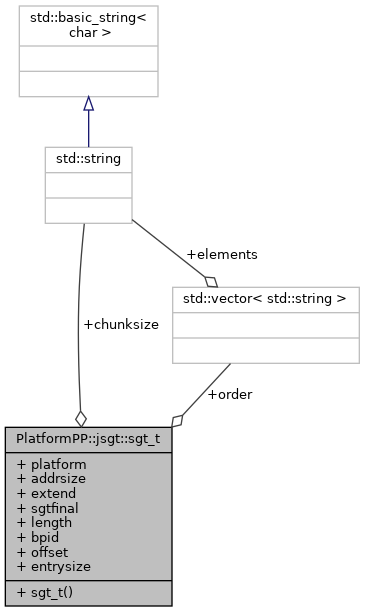 std::basic_string<
char >
std::string
+elements
std::vector< std::string >
+chunksize
+order
PlatformPP::jsgt::sgt_t
+ platform
+ addrsize
+ extend
+ sgtfinal
+ length
+ bpid
+ offset
+ entrysize
+ sgt_t()